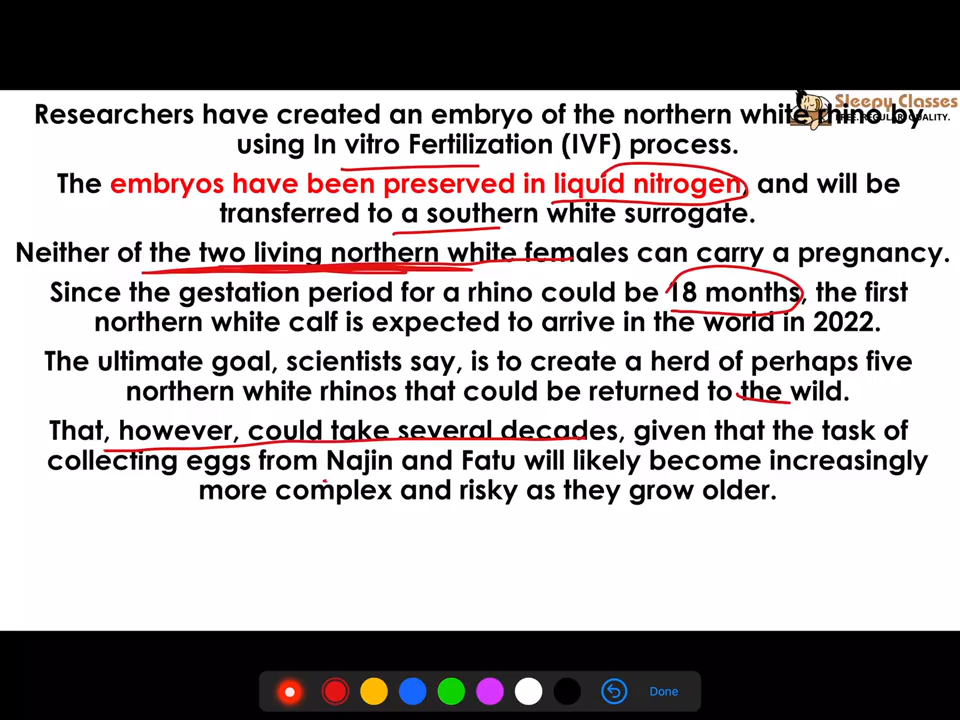 Researchers have created an embryo of the northern white rhino by
using In vitro Fertilization (IVF) process.
The embryos have been preserved in liquid nitrogen, and will be
transferred to a southern white surrogate.
Neither of the two living northern white females can carry a pregnancy.
Since the gestation period for a rhino could be 18 months, the first
northern white calf is expected to arrive in the world in 2022.
The ultimate goal, scientists say, is to create a herd of perhaps five
northern white rhinos that could be returned to the wild.
That, however, could take several decades, given that the task of
collecting eggs from Najin and Fatu will likely become increasingly
more complex and risky as they grow older.
Sleepy Classes
FREE. REGULAR. QUALITY.
Done